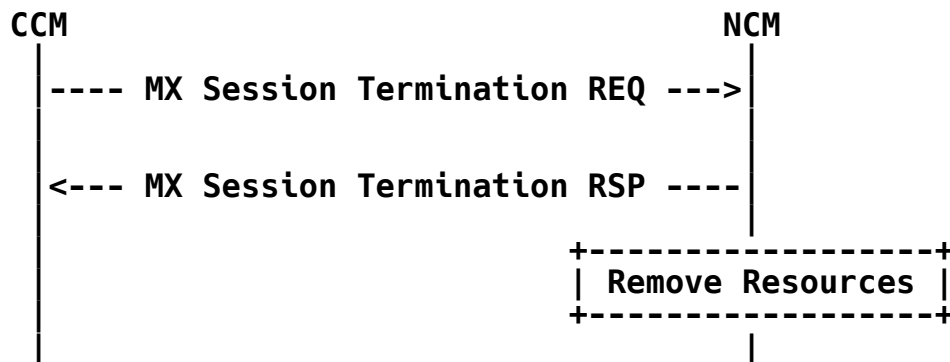 CCM NCM
---- MX Session Termination REQ --->
<--- MX Session Termination RSP ----
+------------------+
| Remove Resources |
+------------------+